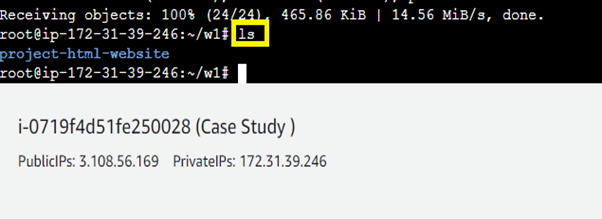 Receiving objects: 100% (24/24), 465.86 KiB | 14.56 MiB/s, done.
root@ip-172-31-39-246:~/w1# ls
project-html-website
root@ip-172-31-39-246:~/w1#
i-0719f4d51fe250028 (Case Study )
PublicIPs: 3.108.56.169 PrivateIPs: 172.31.39.246